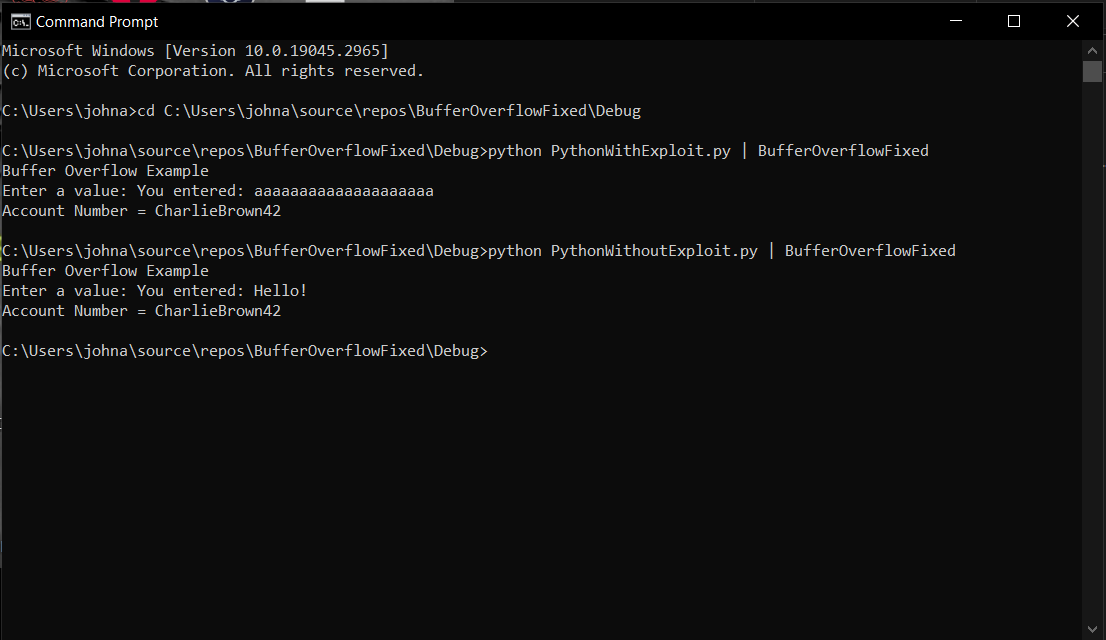 Command Prompt
Microsoft Windows [Version 10.0.19045.2965]
(c) Microsoft Corporation. All rights reserved.
C:\Users\johna>cd C:\Users\johna\source\repos\BufferOverflowFixed\Debug
C:\Users\johna\source\repos\BufferOverflowFixed\Debug>python PythonWithExploit.py | BufferOverflowFixed
Buffer Overflow Example
Enter a value: You entered: aaaaaaaaaaaaaaaaaaaa
Account Number = CharlieBrown42
C:\Users\johna\source\repos\BufferOverflowFixed\Debug>python PythonWithoutExploit.py | BufferOverflowFixed
Buffer Overflow Example
Enter a value: You entered: Hello!
Account Number = CharlieBrown42
C:\Users\johna\source\repos\BufferOverflowFixed\Debug>